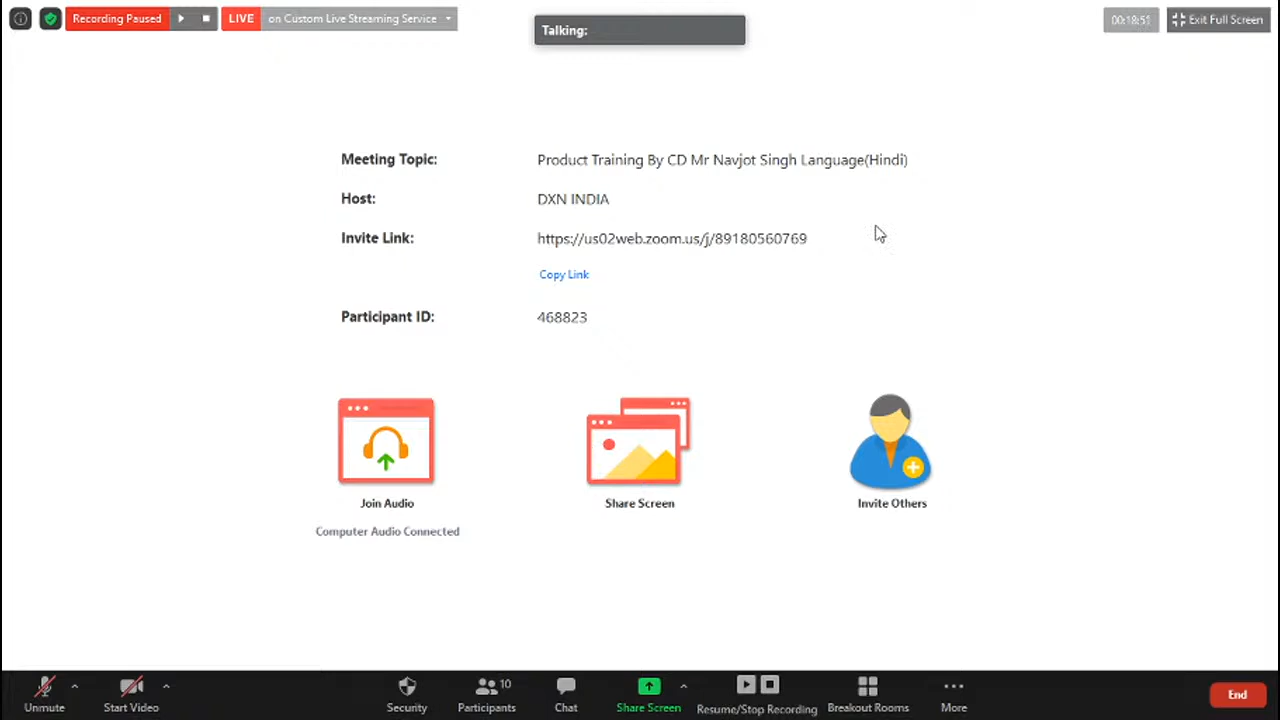 Recording Paused
LIVE on Custom Live Streaming Service
Talking:
00:18:51
Exit Full Screen
Meeting Topic: Product Training By CD Mr Navjot Singh Language(Hindi)
Host: DXN INDIA
Invite Link: https://us02web.zoom.us/j/89180560769
Copy Link
Participant ID: 468823
Join Audio
Share Screen
Invite Others
Computer Audio Connected
Unmute
Start Video
Security
Participants 10
Chat
Share Screen
Resume/Stop Recording
Breakout Rooms
More
End